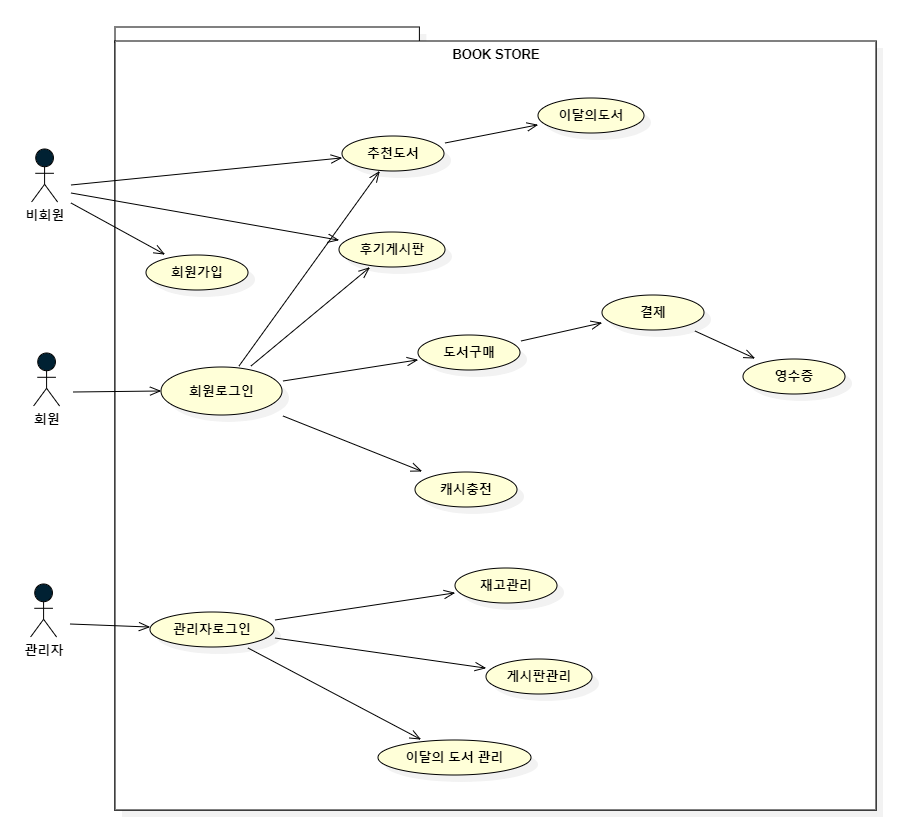 BOOK STORE
이달의도서
추천도서
비회원
후기게시판
회원가입
결제
도서구매
영수증
회원로그인
회원
캐시충전
재고관리
관리자로그인
관리자
게시판관리
이달의 도서 관리